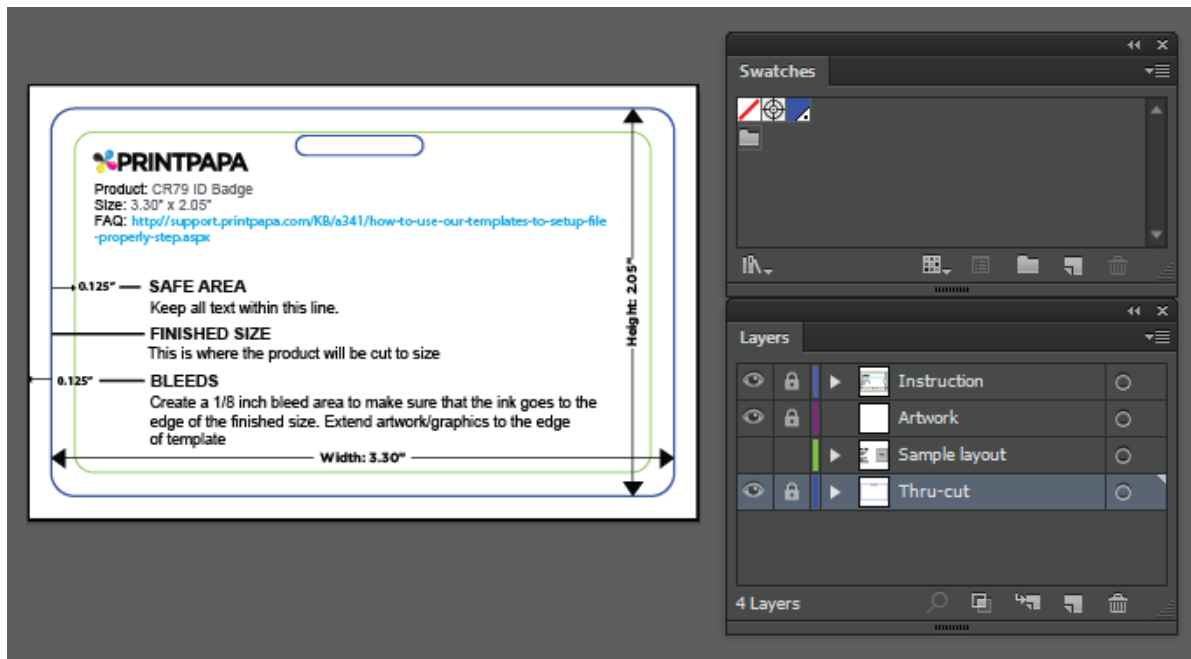 PRINTPAPA
Product: CR79 ID Badge
Size: 3.30" x 2.05"
FAQ: http://support.printpapa.com/KB/a341/how-to-use-our-templates-to-setup-file
-properly-step.aspx
0.125"
SAFE AREA
Keep all text within this line.
FINISHED SIZE
This is where the product will be cut to size
0.125"
BLEEDS
Create a 1/8 inch bleed area to make sure that the ink goes to the
edge of the finished size. Extend artwork/graphics to the edge
of template
Width: 3.30"
Height: 2.05"
Swatches
Layers
Instruction
Artwork
Sample layout
Thru-cut
4 Layers